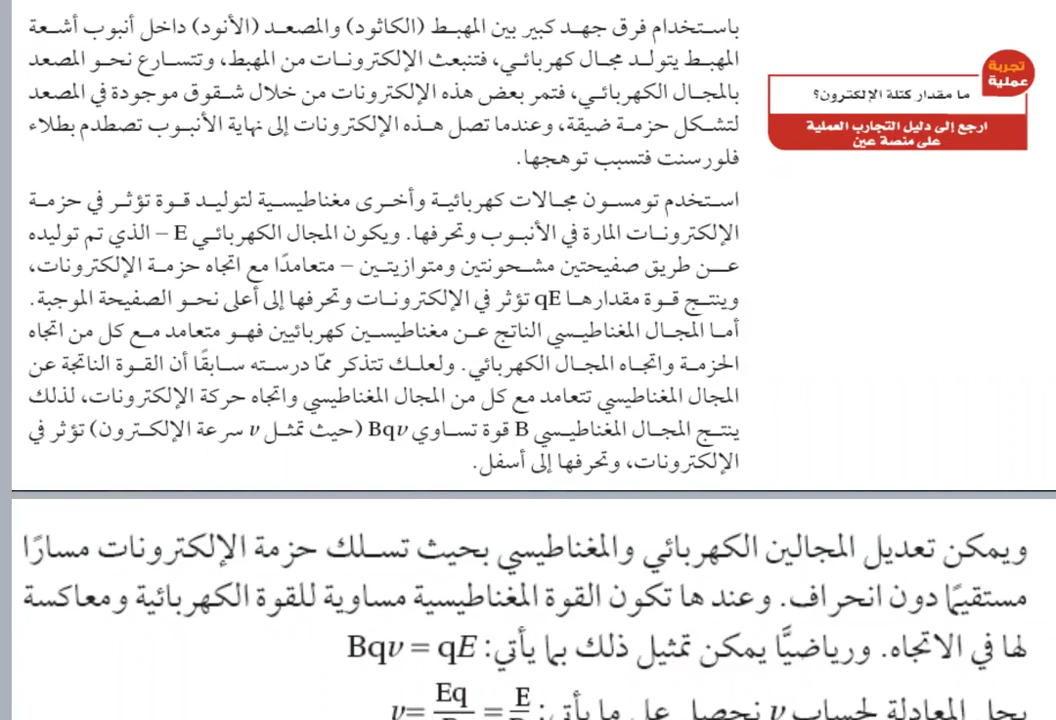 باستخدام فرق جهد كبير بين المهبط (الكاثود) والمصعد (الأنود) داخل أنبوب أشعة
المهبط يتولد مجال كهربائي، فتنبعث الإلكترونات من المهبط، وتتسارع نحو المصعد
بالمجال الكهربائي، فتمر بعض هذه الإلكترونات من خلال شقوق موجودة في المصعد
لتشكل حزمة ضيقة، وعندما تصل هذه الإلكترونات إلى نهاية الأنبوب تصطدم بطلاء
فلورسنت فتسبب توهجها.
تجربة
عملية
ما مقدار كتلة الإلكترون؟
ارجع إلى دليل التجارب العملية
على منصة عين
استخدم تومسون مجالات كهربائية وأخرى مغناطيسية لتوليد قوة تؤثر في حزمة
الإلكترونات المارة في الأنبوب وتحرفها. ويكون المجال الكهربائي E – الذي تم توليده
عن طريق صفيحتين مشحونتين ومتوازيتين – متعامدًا مع اتجاه حزمة الإلكترونات،
وينتج قوة مقدارها qE تؤثر في الإلكترونات وتحرفها إلى أعلى نحو الصفيحة الموجبة.
أما المجال المغناطيسي الناتج عن مغناطيسين كهربائيين فهو متعامد مع كل من اتجاه
الحزمة واتجاه المجال الكهربائي. ولعلك تتذكر ممّا درسته سابقًا أن القوة الناتجة عن
المجال المغناطيسي تتعامد مع كل من المجال المغناطيسي واتجاه حركة الإلكترونات، لذلك
ينتج المجال المغناطيسي B قوة تساوي Bqv (حيث تمثل v سرعة الإلكترون) تؤثر في
الإلكترونات، وتحرفها إلى أسفل.
ويمكن تعديل المجالين الكهربائي والمغناطيسي بحيث تسلك حزمة الإلكترونات مسارًا
مستقيمًا دون انحراف. وعند ها تكون القوة المغناطيسية مساوية للقوة الكهربائية ومعاكسة
لها في الاتجاه. ورياضيًّا يمكن تمثيل ذلك بما يأتي: Bqv = qE
بحل المعادلة لحساب v نحصل على ما يأتي: v= Eq = E